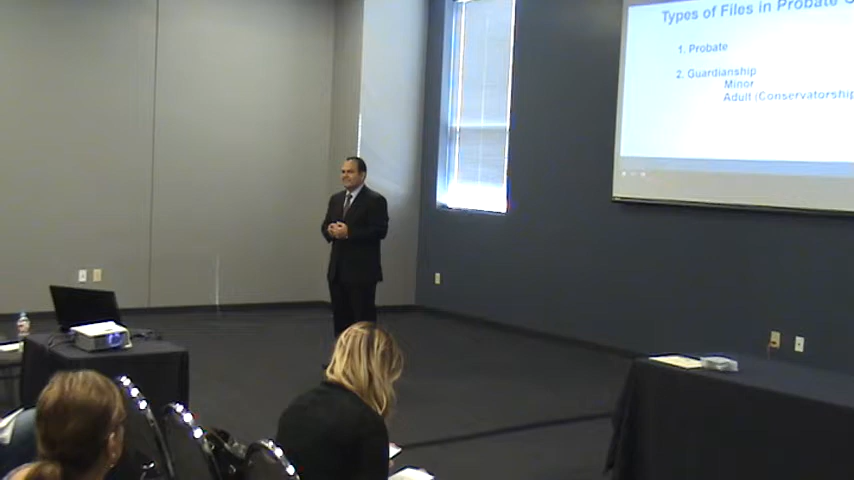 Types of Files in Probate
1. Probate
2. Guardianship
Minor
Adult (Conservatorship